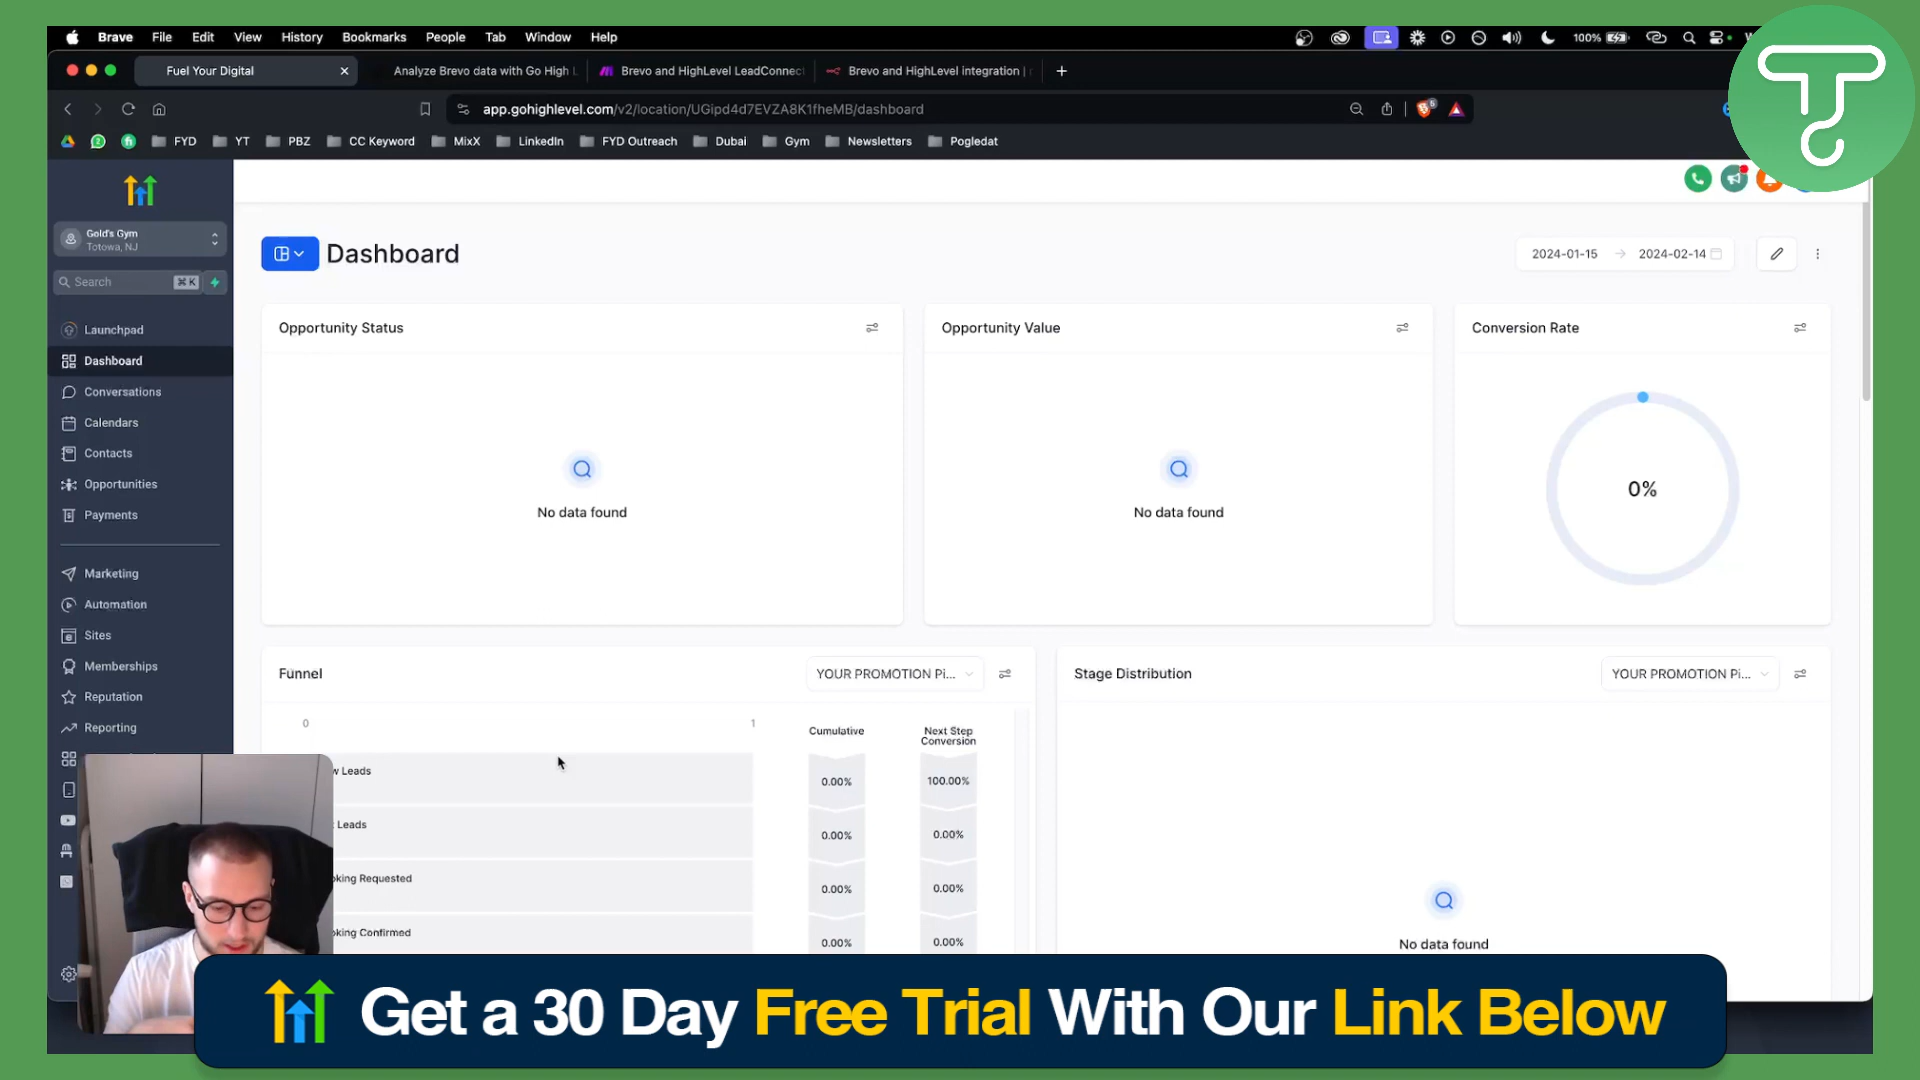 Brave File Edit View History Bookmarks People Tab Window Help
100%
Fuel Your Digital
Analyze Brevo data with Go High L
Brevo and HighLevel LeadConnect
Brevo and HighLevel integration |
app.gohighlevel.com/v2/location/UGipd4d7EVZA8K1fheMB/dashboard
FYD YT PBZ CC Keyword MixX LinkedIn FYD Outreach Dubai Gym Newsletters Pogledat
Gold's Gym
Totowa, NJ
Search ⌘K
Launchpad
Dashboard
Conversations
Calendars
Contacts
Opportunities
Payments
Marketing
Automation
Sites
Memberships
Reputation
Reporting
Dashboard
2024-01-15 → 2024-02-14
Opportunity Status
No data found
Opportunity Value
No data found
Conversion Rate
0%
Funnel
YOUR PROMOTION Pi...
0 1
Cumulative
Next Step
Conversion
w Leads
0.00% 100.00%
t Leads
0.00% 0.00%
king Requested
0.00% 0.00%
king Confirmed
0.00% 0.00%
Stage Distribution
YOUR PROMOTION Pi...
No data found
Get a 30 Day Free Trial With Our Link Below